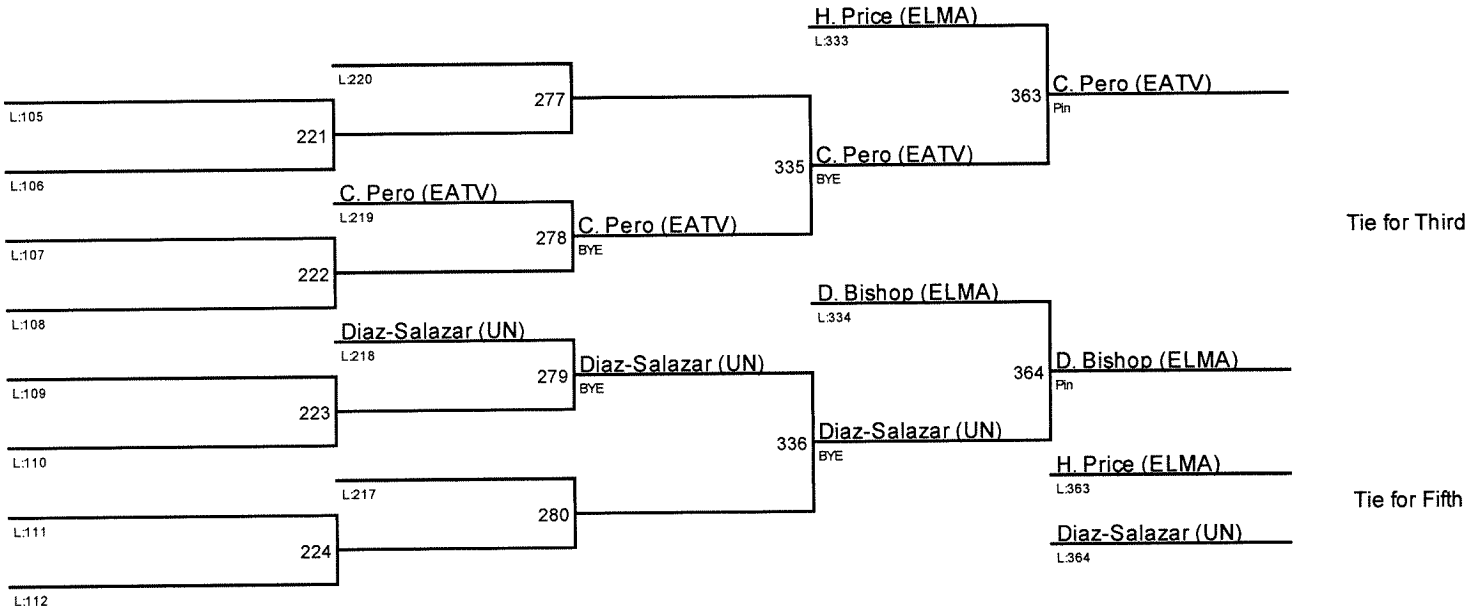 H. Price (ELMA)
L:333
L:220
277
363
C. Pero (EATV)
Pin
L:105
221
L:106
335
C. Pero (EATV)
BYE
C. Pero (EATV)
L:219
278
C. Pero (EATV)
BYE
Tie for Third
L:107
222
L:108
D. Bishop (ELMA)
L:334
Diaz-Salazar (UN)
L:218
279
Diaz-Salazar (UN)
BYE
364
D. Bishop (ELMA)
Pin
L:109
223
L:110
336
Diaz-Salazar (UN)
BYE
H. Price (ELMA)
L:363
L:217
280
Tie for Fifth
L:111
224
L:112
Diaz-Salazar (UN)
L:364